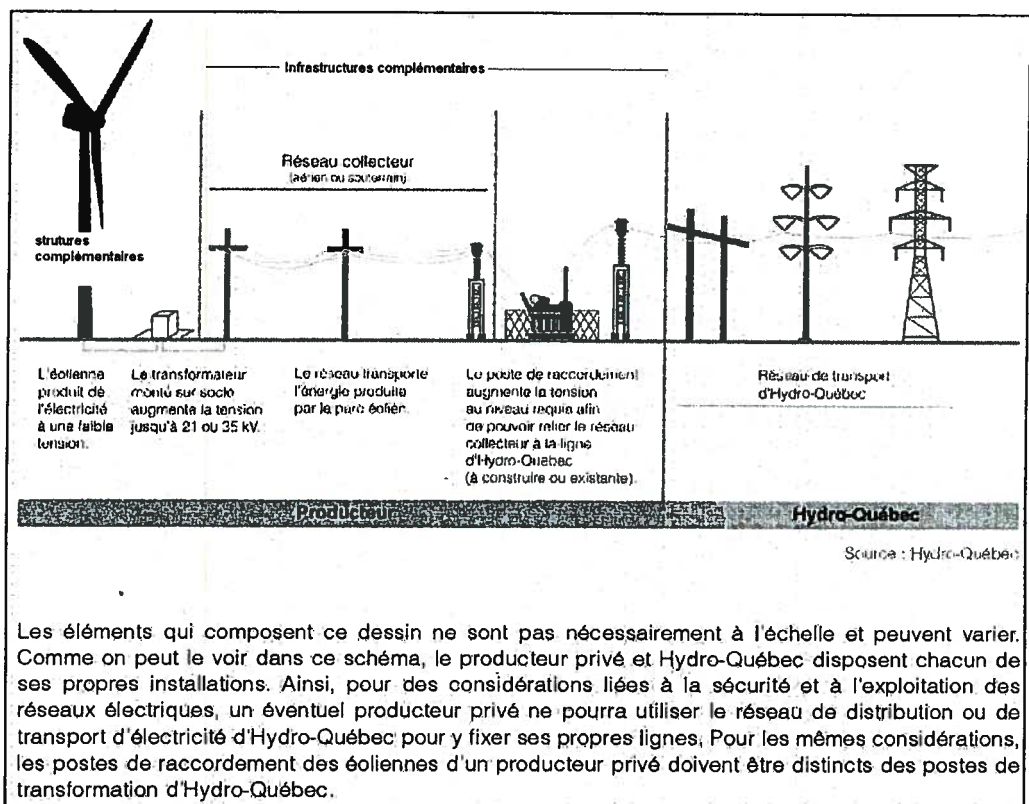 Infrastructures complémentaires
Réseau collecteur
(aérien ou souterrain)
strutures
complémentaires
L'éolienne
produit de
l'électricité
à une faible
tension.
Le transformateur
monté sur socle
augmente la tension
jusqu'à 21 ou 35 kV.
Le réseau transporte
l'énergie produite
par le parc éolien.
Le poste de raccordement
augmente la tension
au niveau requis afin
de pouvoir relier le réseau
collecteur à la ligne
d'Hydro-Québec
(à construire ou existante).
Réseau de transport
d'Hydro-Québec
Producteur
Hydro-Québec
Source : Hydro-Québec
Les éléments qui composent ce dessin ne sont pas nécessairement à l'échelle et peuvent varier.
Comme on peut le voir dans ce schéma, le producteur privé et Hydro-Québec disposent chacun de
ses propres installations. Ainsi, pour des considérations liées à la sécurité et à l'exploitation des
réseaux électriques, un éventuel producteur privé ne pourra utiliser le réseau de distribution ou de
transport d'électricité d'Hydro-Québec pour y fixer ses propres lignes. Pour les mêmes considérations,
les postes de raccordement des éoliennes d'un producteur privé doivent être distincts des postes de
transformation d'Hydro-Québec.